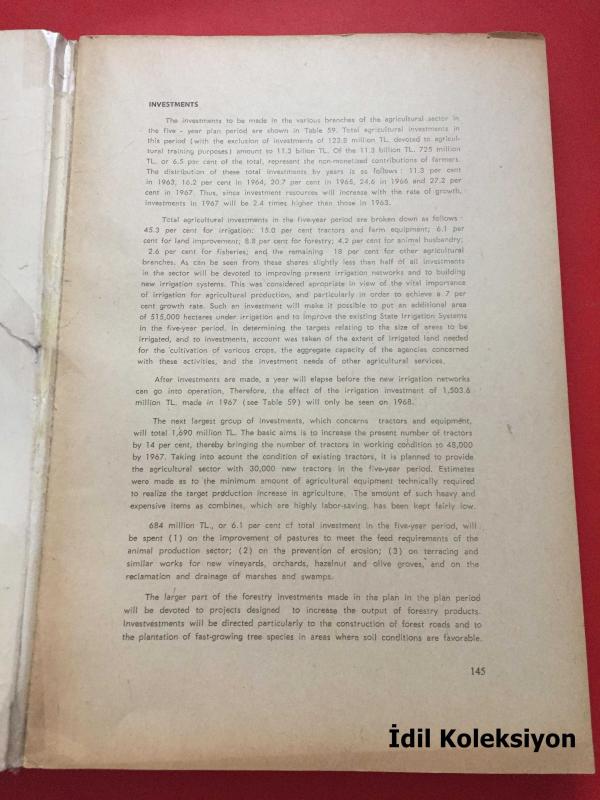 INVESTMENTS
The investments to be made in the various branches of the agricultural sector in
the five - year plan period are shown in Table 59. Total agricultural investments in
this period (with the exclusion of investments of 123.8 million TL. devoted to agricul-
tural training purposes) amount to 11.3 billion TL. Of the 11.3 billion TL. 725 million
TL. or 6.5 par cent of the total, represent the non-monetized contributions of farmers.
The distribution of these total investments by years is as follows : 11.3 per cent
in 1963, 16.2 par cent in 1964, 20.7 par cent in 1965, 24.6 in 1966 and 27.2 per
cent in 1967. Thus, since investment resources will increase with the rate of growth,
investments in 1967 will be 2.4 times higher than those in 1963.
Total agricultural investments in the five-year period are broken down as follows
45.3 per cent for irrigation: 15.0 per cent tractors and farm equipment; 6.1 per
cent for land improvement; 8.8 par cent for forestry; 4.2 par cent for animal husbandry;
2.6 par cent for fisheries; and the remaining 18 par cent for other agricultural
branches. As can be seen from these shares slightly less than half of all investments
in the sector will be devoted to improving present irrigation networks and to building
new irrigation systems. This was considered apropriate in view of the vital importance
of irrigation for agricultural production, and particularly in order to achieve a 7 per
cent growth rate. Such an investment will make it possible to put an additional area
of 515,000 hectares under irrigation and to improve the existing State Irrigation Systems
in the five-year period. In determining the targets relating to the size of areas to be
irrigated, and to investments, account was taken of the extent of irrigated land needed
for the cultivation of various crops, the aggregate capacity of the agencies concerned
with these activities, and the investment needs of other agricultural services.
After investments are made, a year will elapse before the new irrigation networks
can go into operation. Therefore, the effect of the irrigation investment of 1,503.6
million TL. made in 1967 (see Table 59) will only be seen on 1968.
The next largest group of investments, which concerns tractors and equipment,
will total 1,690 million TL. The basic aims is to increase the present number of tractors
by 14 per cent, thereby bringing the number of tractors in working condition to 48,000
by 1967. Taking into acount the condition of existing tractors, it is planned to provide
the agricultural sector with 30,000 new tractors in the five-year period. Estimates
were made as to the minimum amount of agricultural equipment technically required
to realize the target production increase in agriculture. The amount of such heavy and
expensive items as combines, which are highly labor-saving, has been kept fairly low.
684 million TL., or 6.1 per cent cf total investment in the five-year period, will
be spent (1) on the improvement of pastures to meet the feed requirements of the
animal production sector; (2) on the prevention of erosion; (3) on terracing and
similar works for new vineyards, orchards, hazelnut and olive groves, and on the
reclamation and drainage of marshes and swamps.
The larger part of the forestry investments made in the plan in the plan period
will be devoted to projects designed to increase the output of forestry products.
Investvestments will be directed particularly to the construction of forest roads and to
the plantation of fast-growing tree species in areas where soil conditions are favorable.
145
İdil Koleksiyon